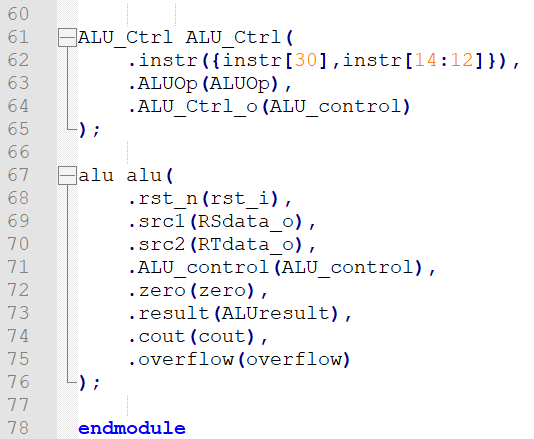 60
61 ALU_Ctrl ALU_Ctrl(
62 .instr({instr[30],instr[14:12]}),
63 .ALUOp(ALUOp),
64 .ALU_Ctrl_o(ALU_control)
65 );
66
67 alu alu(
68 .rst_n(rst_i),
69 .src1(RSdata_o),
70 .src2(RTdata_o),
71 .ALU_control(ALU_control),
72 .zero(zero),
73 .result(ALUresult),
74 .cout(cout),
75 .overflow(overflow)
76 );
77
78 endmodule